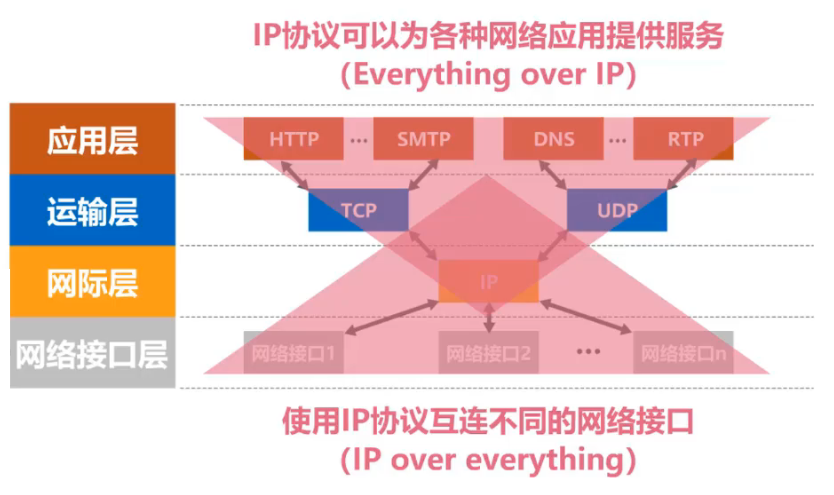 IP协议可以为各种网络应用提供服务
（Everything over IP）
应用层
HTTP ··· SMTP DNS ··· RTP
运输层
TCP UDP
网际层
IP
网络接口层
网络接口1 网络接口2 ··· 网络接口n
使用IP协议互连不同的网络接口
（IP over everything）